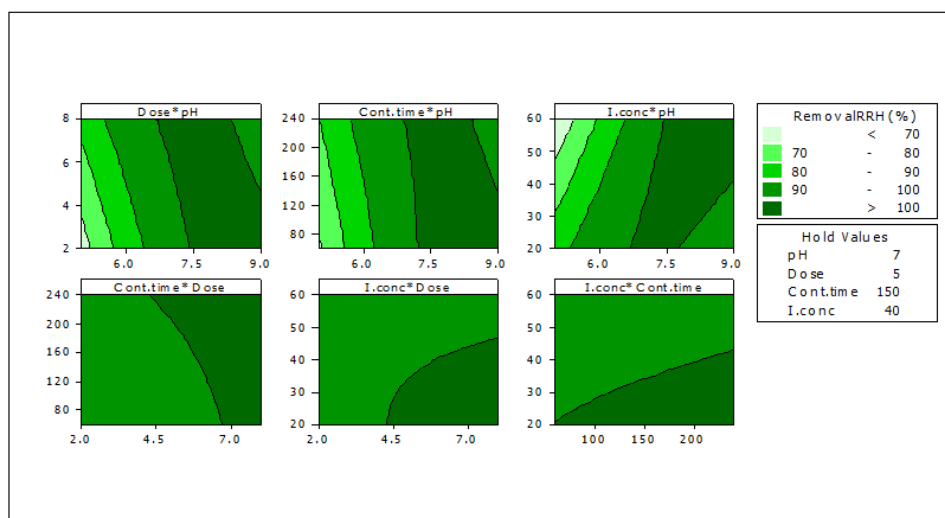 Dose*pH
8
6
4
2
6.0 7.5 9.0
Cont.time*pH
240
200
160
120
80
6.0 7.5 9.0
I.conc*pH
60
50
40
30
20
6.0 7.5 9.0
RemovalRRH (%)
< 70
70 - 80
80 - 90
90 - 100
> 100
Hold Values
pH 7
Dose 5
Cont.time 150
I.conc 40
Cont.time*Dose
240
200
160
120
80
2.0 4.5 7.0
I.conc*Dose
60
50
40
30
20
2.0 4.5 7.0
I.conc*Cont.time
60
50
40
30
20
100 150 200